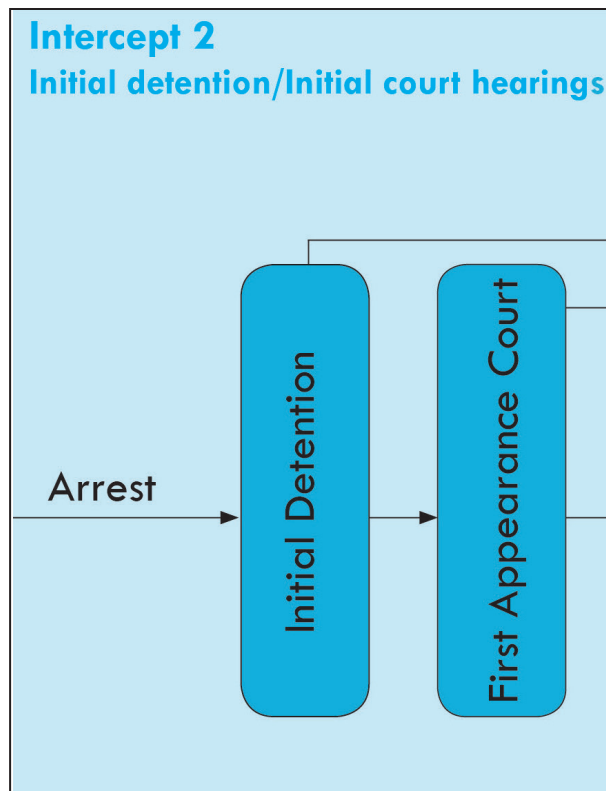 Intercept 2
Initial detention/Initial court hearings
Arrest
Initial Detention
First Appearance Court